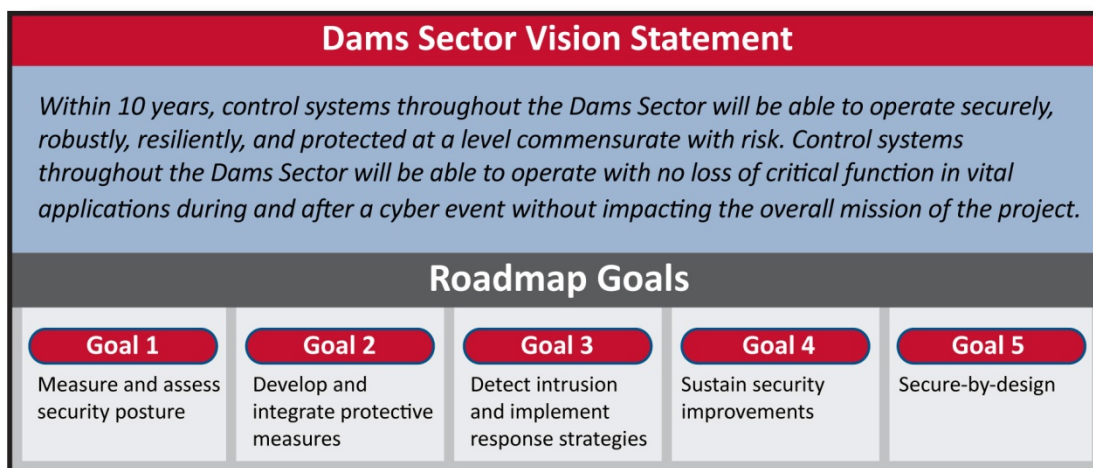 Dams Sector Vision Statement
Within 10 years, control systems throughout the Dams Sector will be able to operate securely,
robustly, resiliently, and protected at a level commensurate with risk. Control systems
throughout the Dams Sector will be able to operate with no loss of critical function in vital
applications during and after a cyber event without impacting the overall mission of the project.
Roadmap Goals
Goal 1
Measure and assess
security posture
Goal 2
Develop and
integrate protective
measures
Goal 3
Detect intrusion
and implement
response strategies
Goal 4
Sustain security
improvements
Goal 5
Secure-by-design